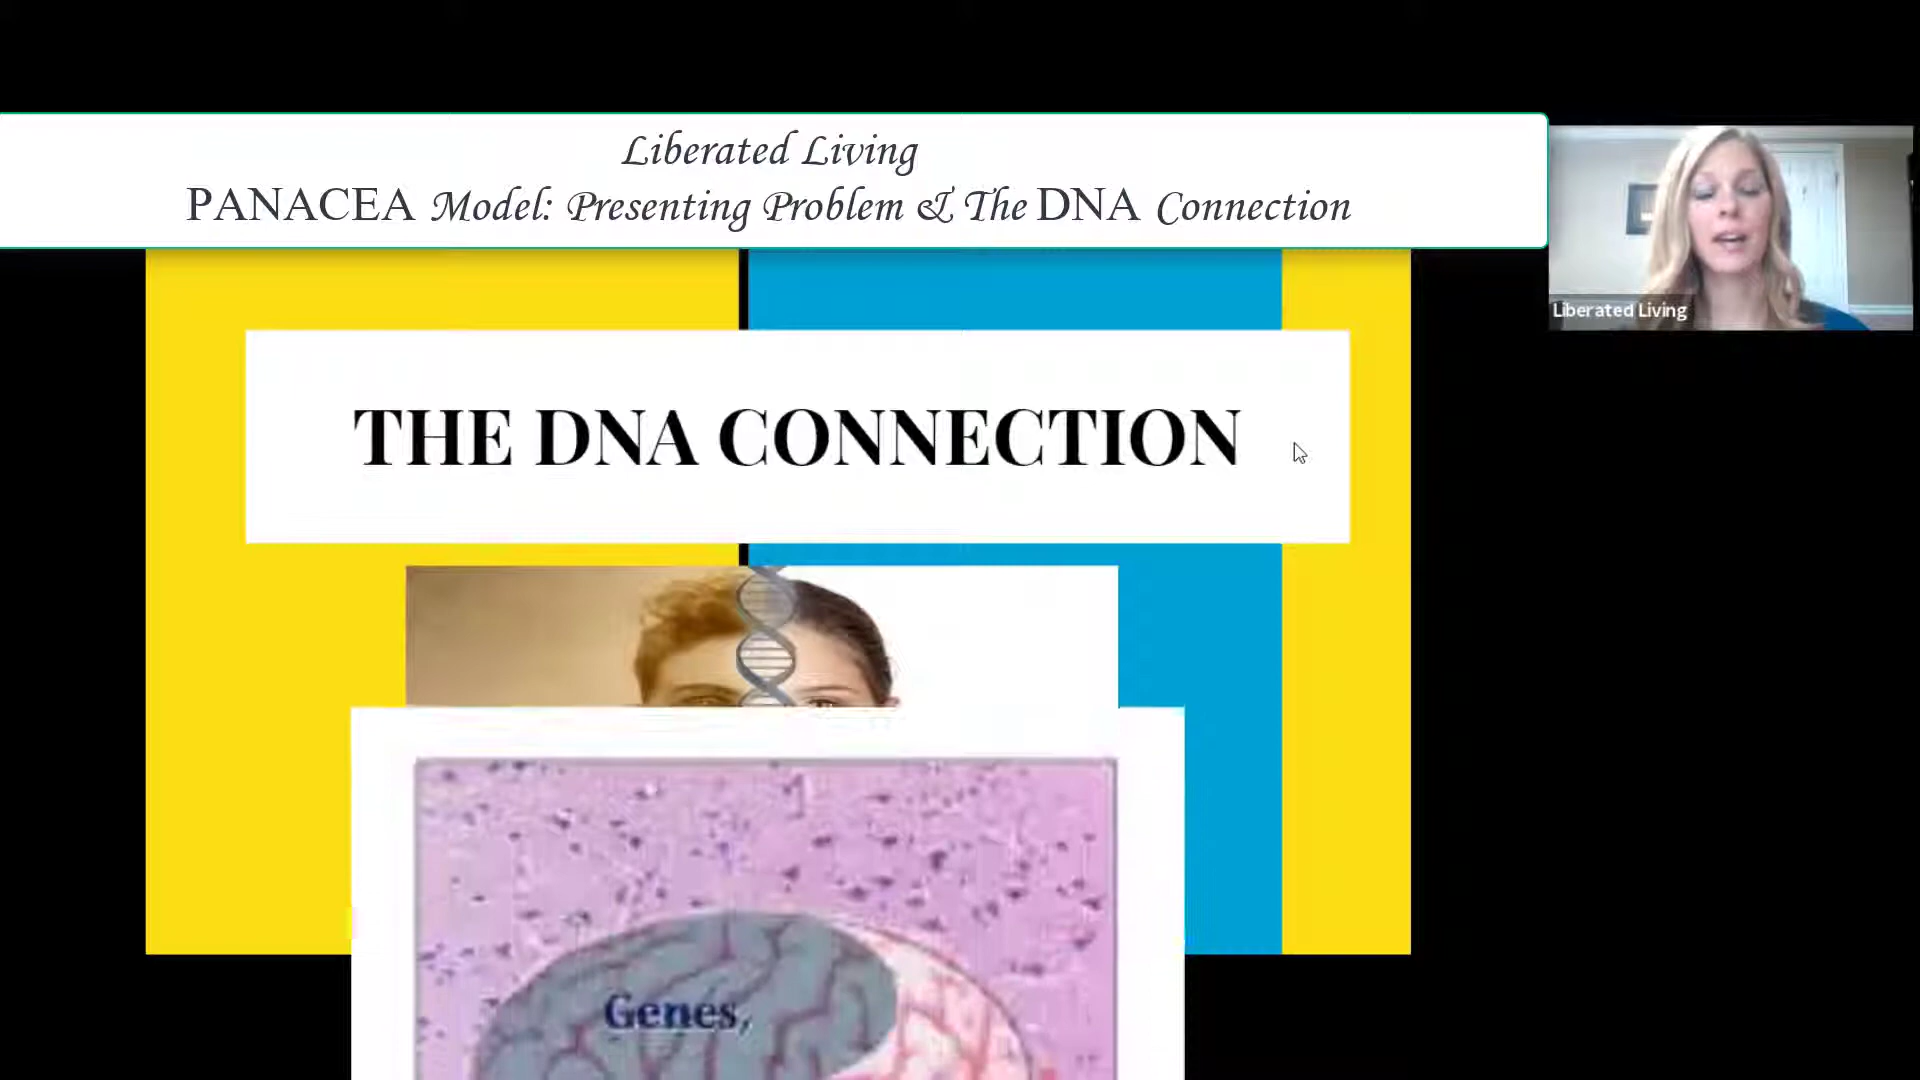 Liberated Living
PANACEA Model: Presenting Problem & The DNA Connection
Liberated Living
THE DNA CONNECTION
Genes,